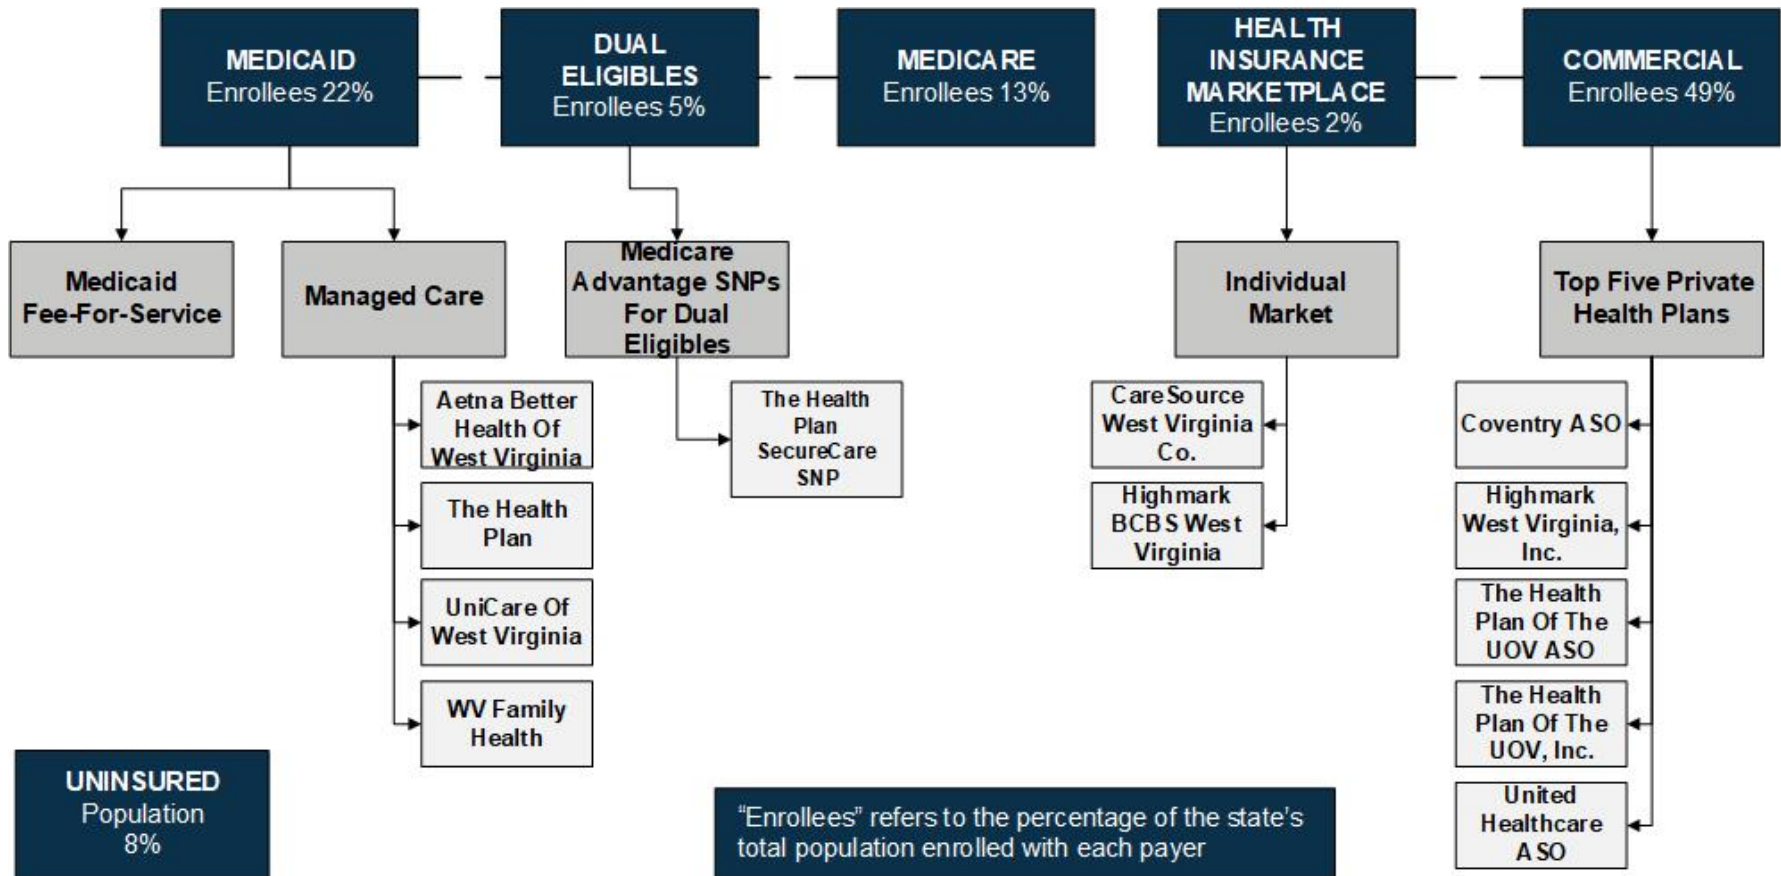 MEDICAID
Enrollees 22%
DUAL
ELIGIBLES
Enrollees 5%
MEDICARE
Enrollees 13%
HEALTH
INSURANCE
MARKETPLACE
Enrollees 2%
COMMERCIAL
Enrollees 49%
Medicaid
Fee-For-Service
Managed Care
Medicare
Advantage SNPs
For Dual
Eligibles
Individual
Market
Top Five Private
Health Plans
Aetna Better
Health Of
West Virginia
The Health
Plan
UniCare Of
West Virginia
WV Family
Health
The Health
Plan
SecureCare
SNP
CareSource
West Virginia
Co.
Highmark
BCBS West
Virginia
Coventry ASO
Highmark
West Virginia,
Inc.
The Health
Plan Of The
UOV ASO
The Health
Plan Of The
UOV, Inc.
United
Healthcare
ASO
UNINSURED
Population
8%
“Enrollees” refers to the percentage of the state’s
total population enrolled with each payer